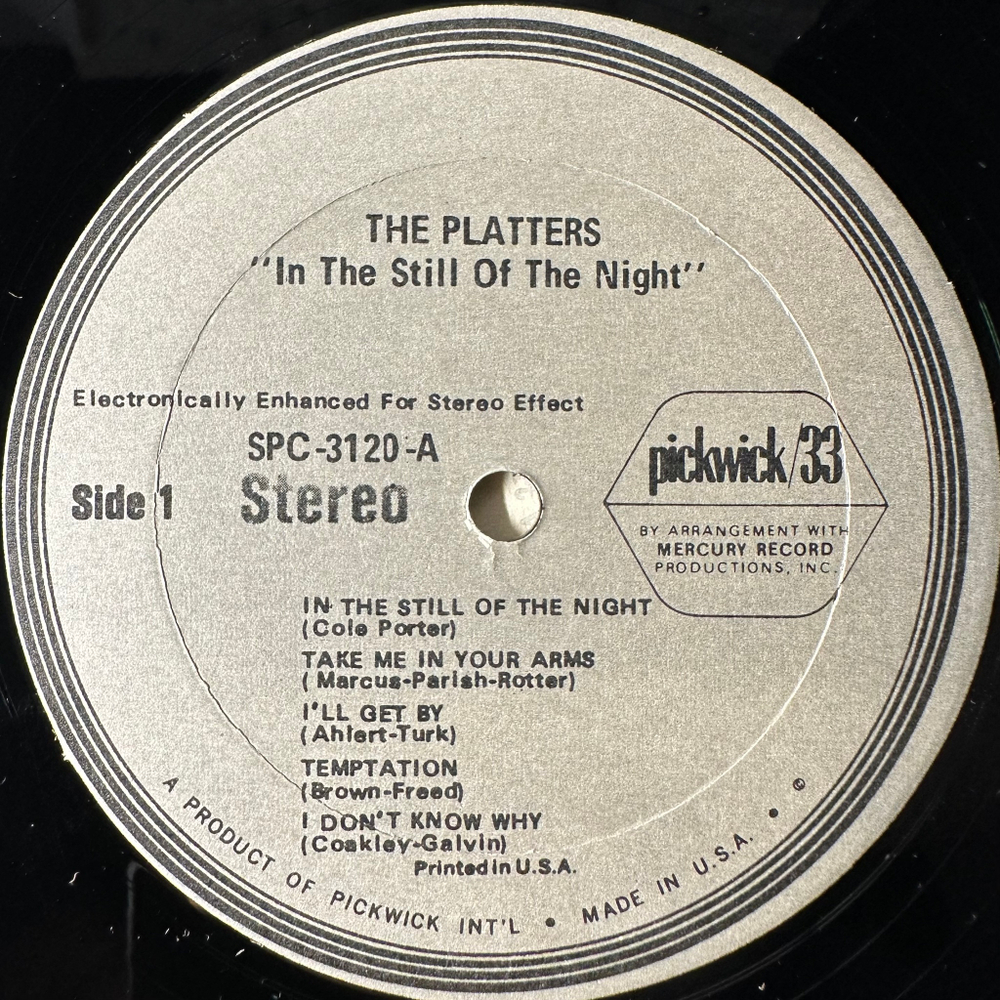 THE PLATTERS
"In The Still Of The Night"
Electronically Enhanced For Stereo Effect
SPC-3120-A
Side 1 Stereo
pickwick/33
BY ARRANGEMENT WITH
MERCURY RECORD
PRODUCTIONS, INC.
IN THE STILL OF THE NIGHT
(Cole Porter)
TAKE ME IN YOUR ARMS
( Marcus-Parish-Rotter)
I'LL GET BY
(Ahlert-Turk)
TEMPTATION
(Brown-Freed)
I DON'T KNOW WHY
(Coakley-Galvin)
Printed in U.S.A.
A PRODUCT OF PICKWICK INT'L • MADE IN U.S.A. •